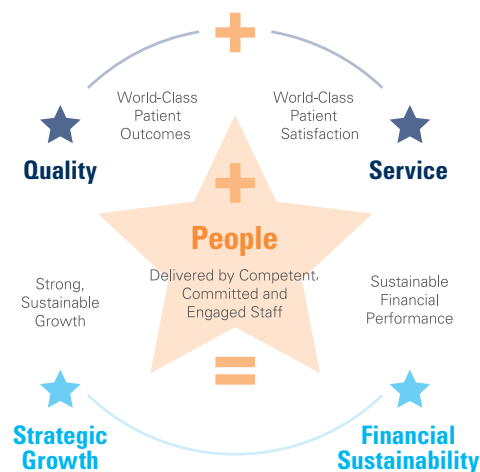 +
World-Class
Patient
Outcomes
World-Class
Patient
Satisfaction
Quality
Service
+
People
Delivered by Competent,
Committed and
Engaged Staff
Strong,
Sustainable
Growth
Sustainable
Financial
Performance
=
Strategic
Growth
Financial
Sustainability